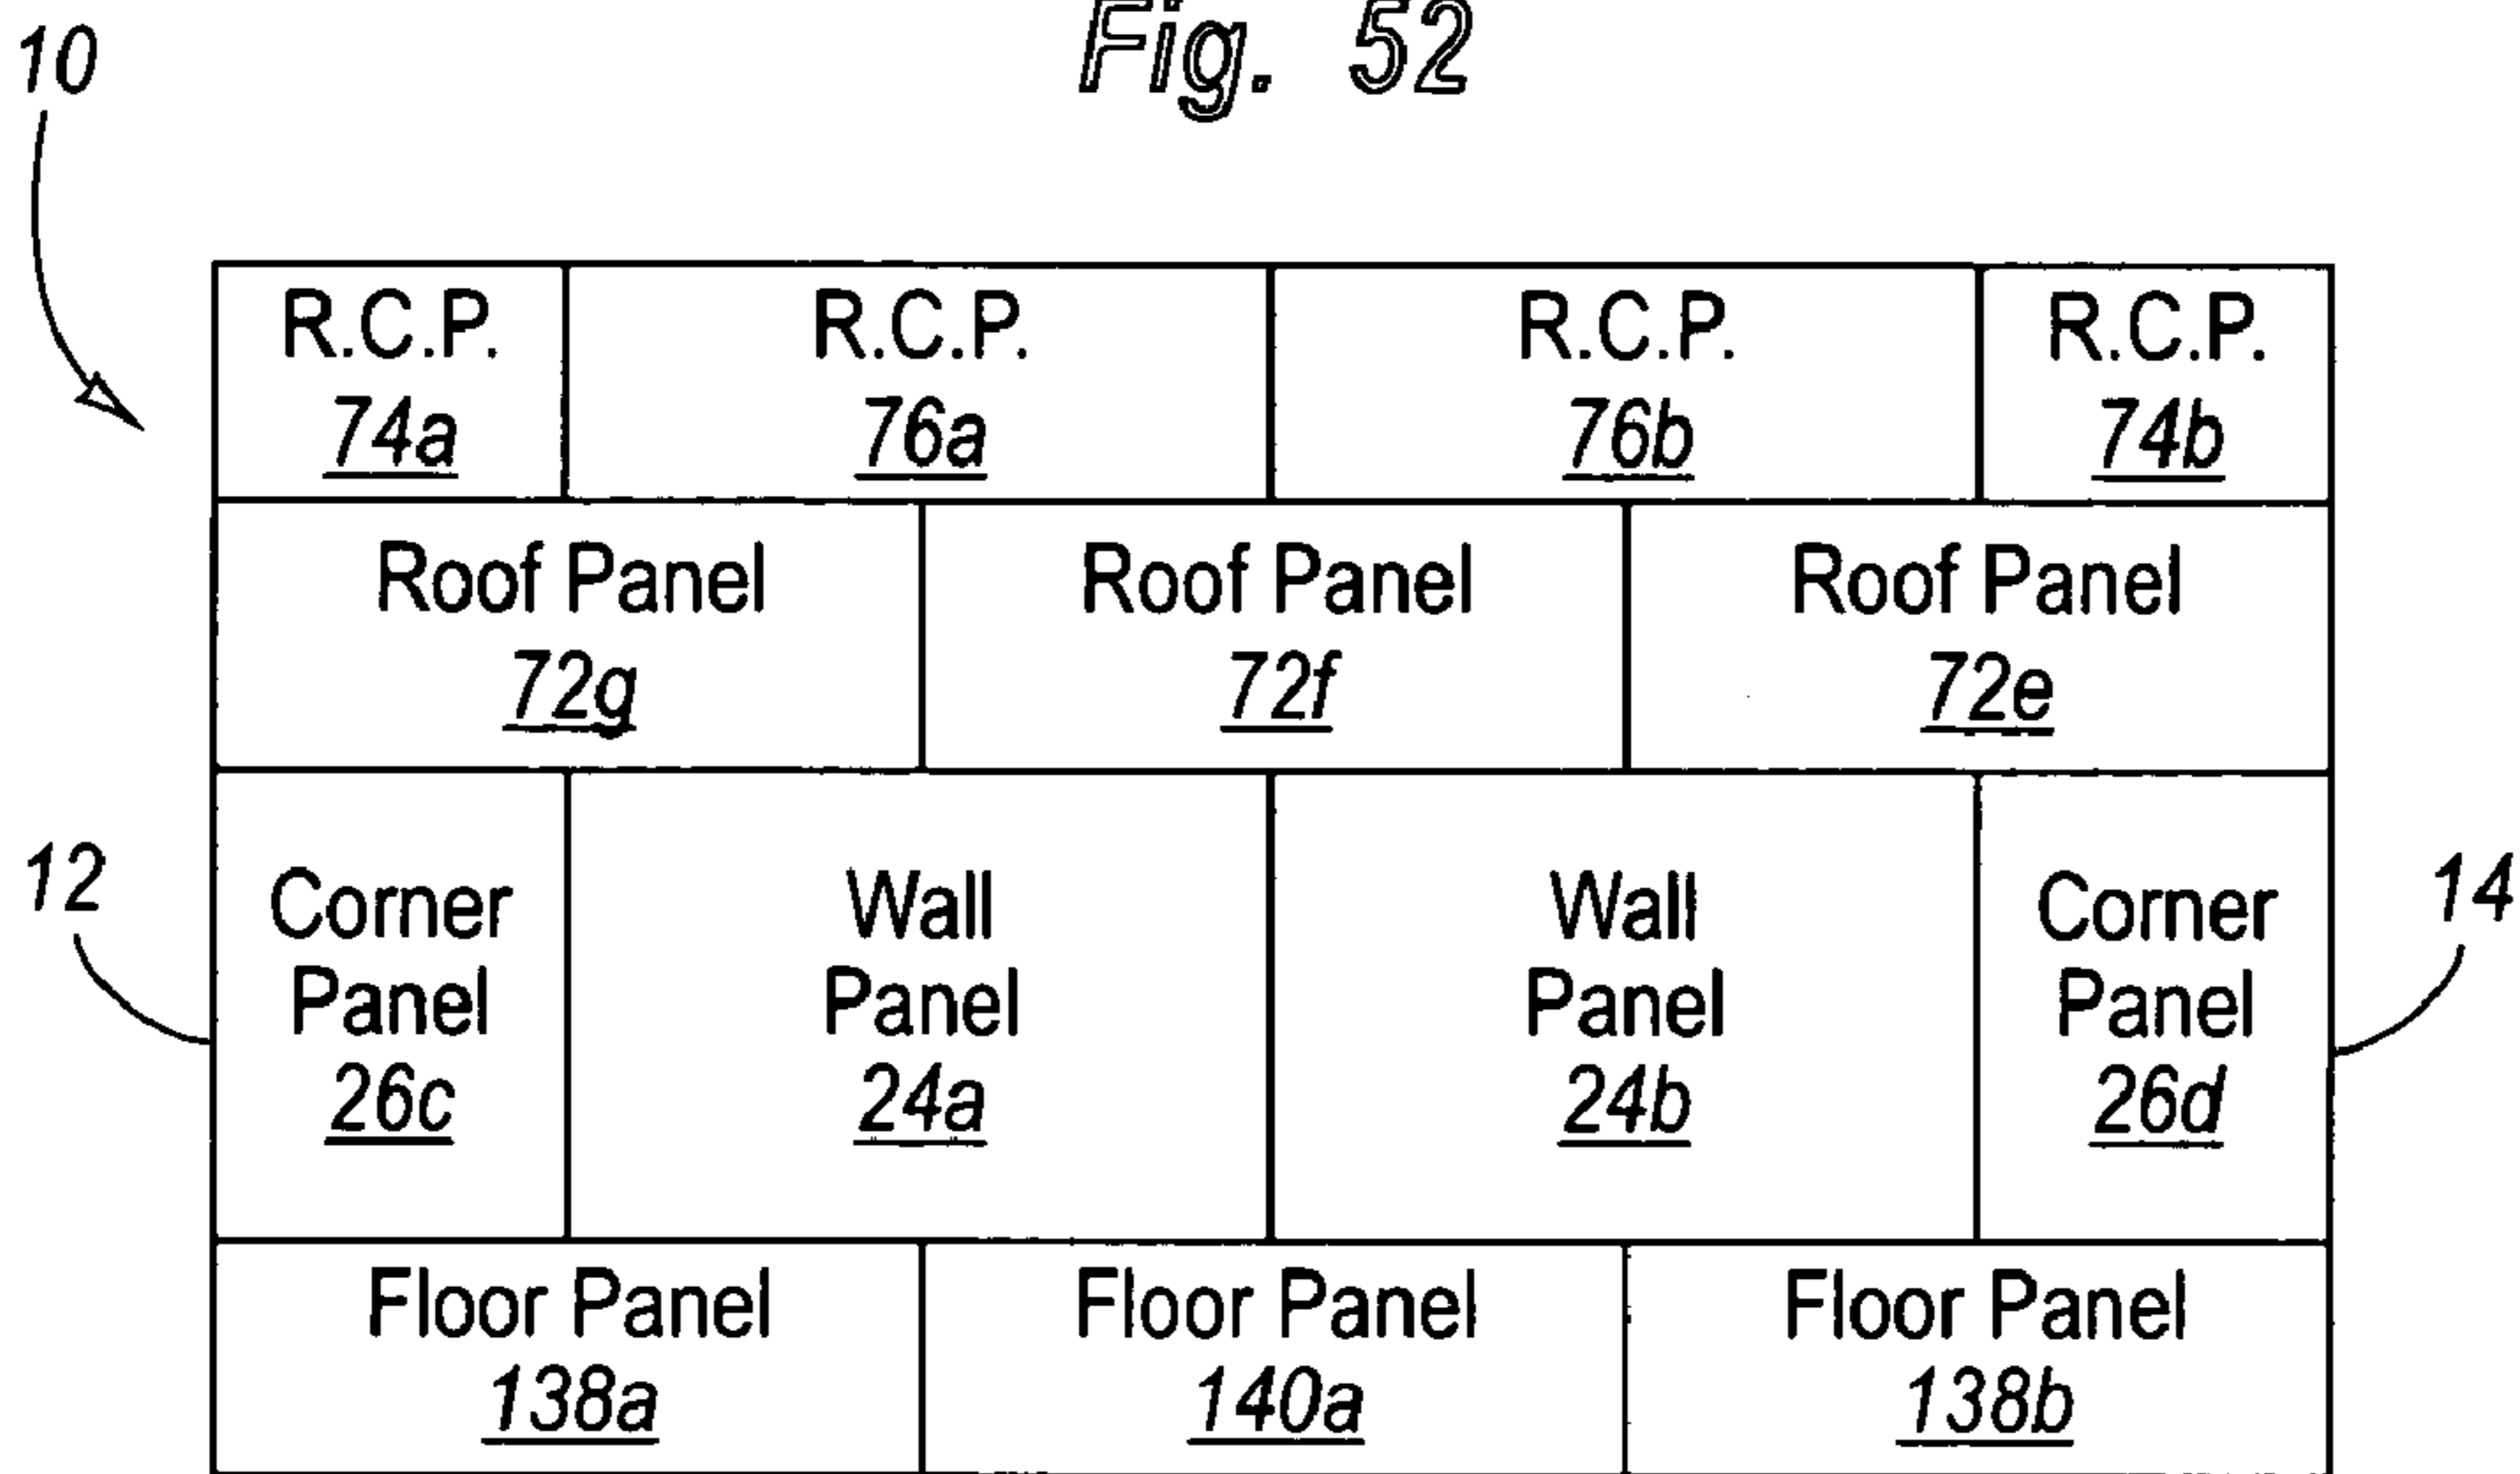 Fig. 52
10
R.C.P. R.C.P. R.C.P. R.C.P.
74a 76a 76b 74b
Roof Panel Roof Panel Roof Panel
72g 72f 72e
12
14
Corner Wall Wall Corner
Panel Panel Panel Panel
26c 24a 24b 26d
Floor Panel Floor Panel Floor Panel
138a 140a 138b